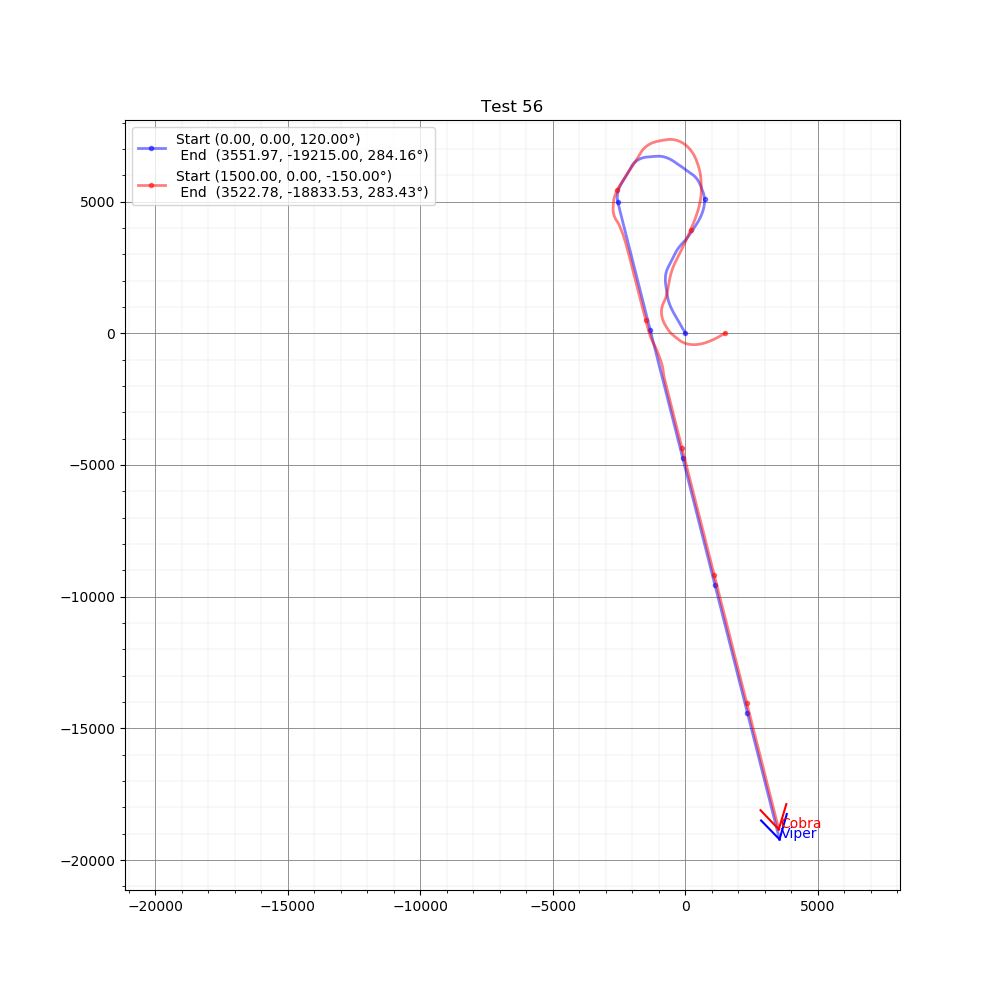 Test 56
Start (0.00, 0.00, 120.00°)
End (3551.97, -19215.00, 284.16°)
Start (1500.00, 0.00, -150.00°)
End (3522.78, -18833.53, 283.43°)
5000
0
−5000
−10000
−15000
−20000
Cobra
Viper
−20000 −15000 −10000 −5000 0 5000